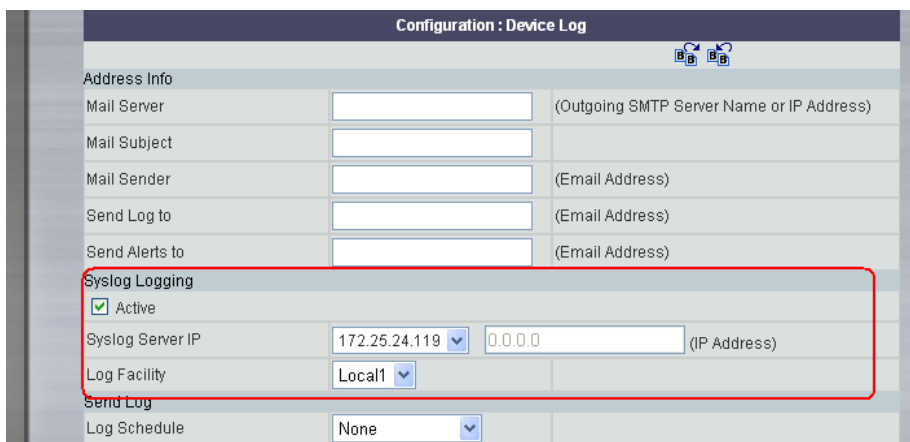 Configuration : Device Log
Address Info
Mail Server (Outgoing SMTP Server Name or IP Address)
Mail Subject
Mail Sender (Email Address)
Send Log to (Email Address)
Send Alerts to (Email Address)
Syslog Logging
Active
Syslog Server IP 172.25.24.119 0.0.0.0 (IP Address)
Log Facility Local1
Send Log
Log Schedule None